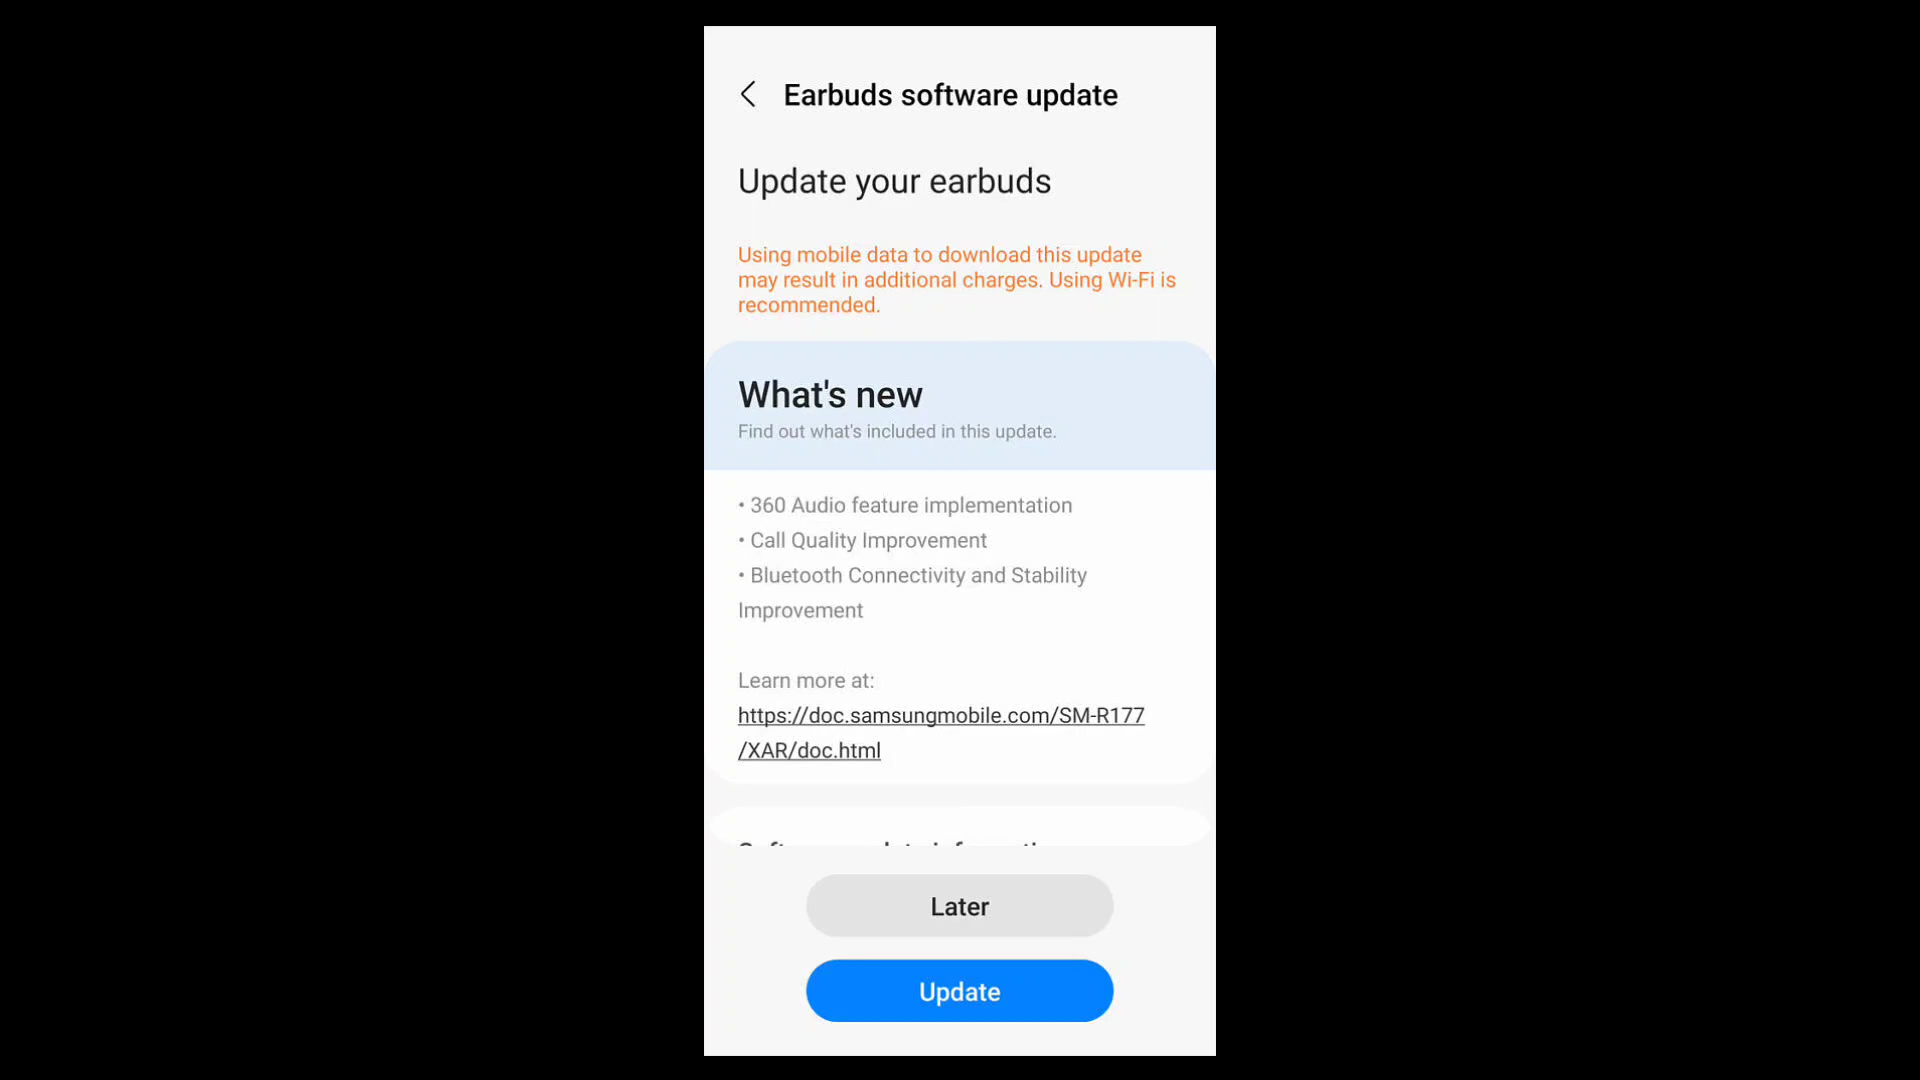 Earbuds software update
Update your earbuds
Using mobile data to download this update
may result in additional charges. Using Wi-Fi is
recommended.
What's new
Find out what's included in this update.
• 360 Audio feature implementation
• Call Quality Improvement
• Bluetooth Connectivity and Stability
Improvement
Learn more at:
https://doc.samsungmobile.com/SM-R177
/XAR/doc.html
Later
Update